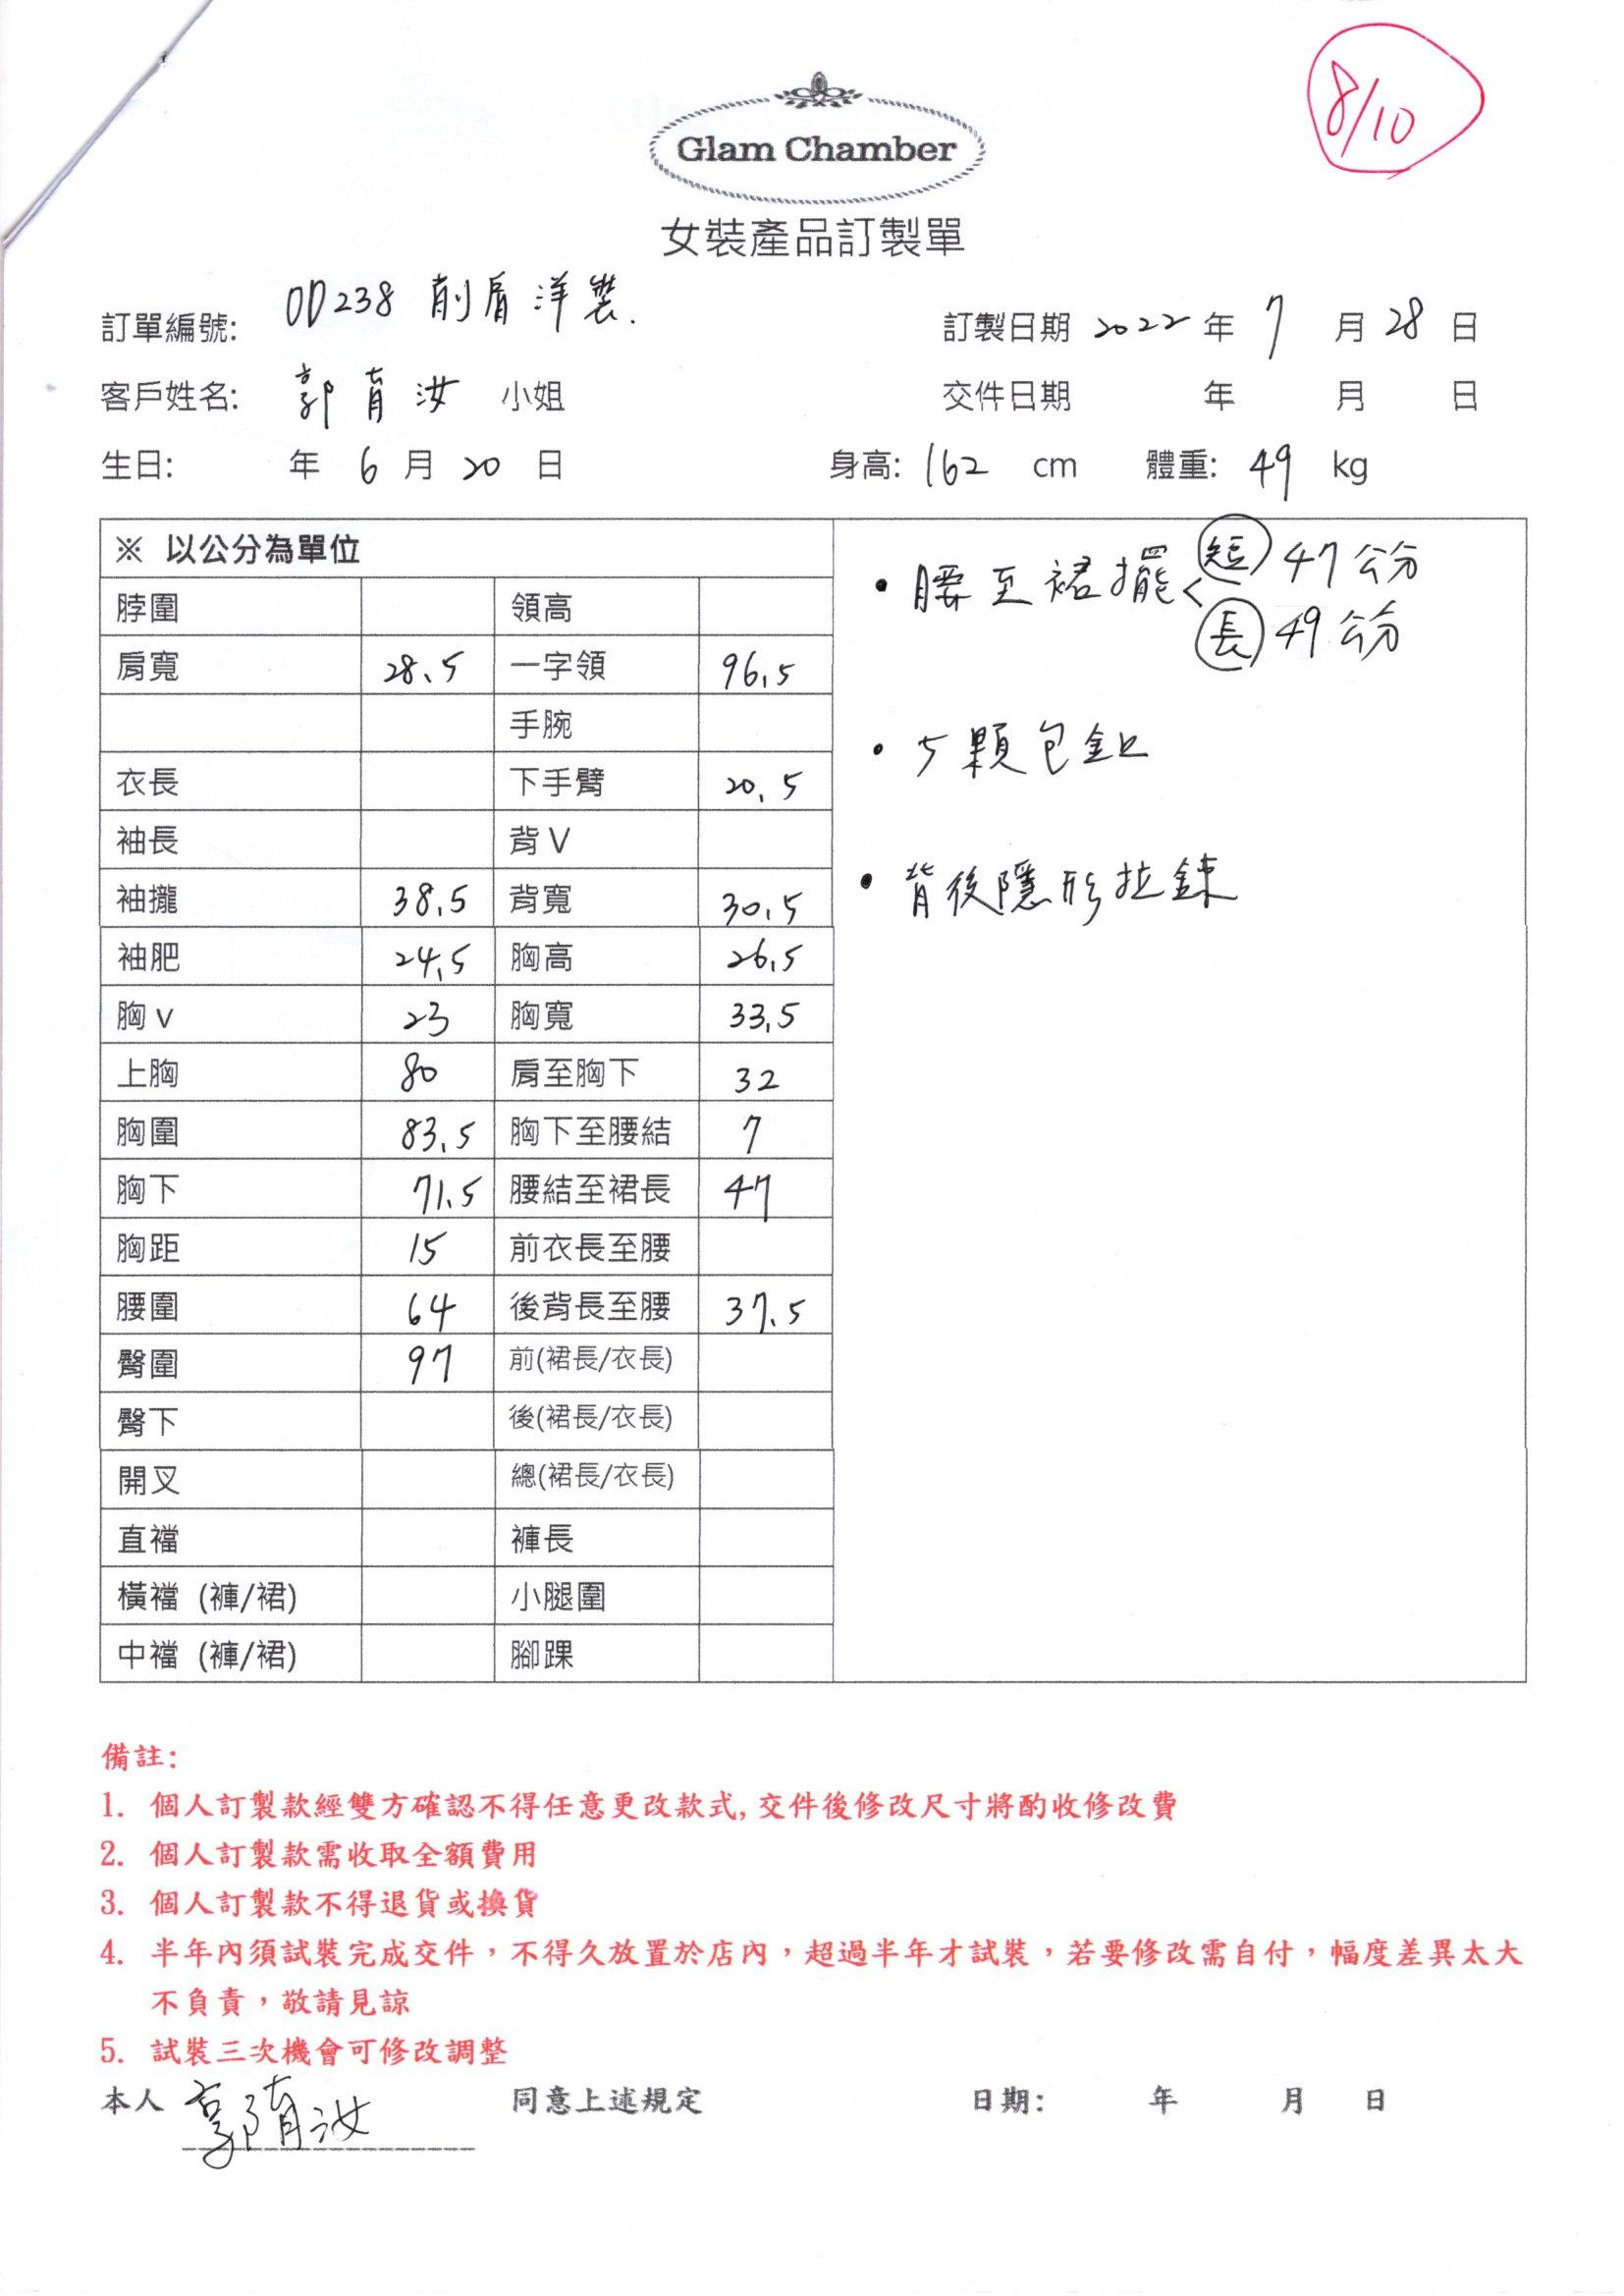 8/10
Glam Chamber
女裝產品訂製單
訂單編號: OD238 削肩洋裝.
訂製日期 2022 年 7 月 28 日
客戶姓名: 郭育汝 小姐
交件日期 年 月 日
生日: 年 6 月 20 日 身高: 162 cm 體重: 49 kg
※ 以公分為單位
脖圍 領高
肩寬 28.5 一字領 96.5
手腕
衣長 下手臂 20.5
袖長 背V
袖攏 38.5 背寬 30.5
袖肥 24.5 胸高 26.5
胸v 23 胸寬 33.5
上胸 80 肩至胸下 32
胸圍 83.5 胸下至腰結 7
胸下 71.5 腰結至裙長 47
胸距 15 前衣長至腰
腰圍 64 後背長至腰 37.5
臀圍 97 前(裙長/衣長)
臀下 後(裙長/衣長)
開叉 總(裙長/衣長)
直襠 褲長
橫襠 (褲/裙) 小腿圍
中襠 (褲/裙) 腳踝
• 腰至裙擺 < 短 47公分
長 49公分
• 5顆包釦
• 背後隱形拉鍊
備註:
1. 個人訂製款經雙方確認不得任意更改款式, 交件後修改尺寸將酌收修改費
2. 個人訂製款需收取全額費用
3. 個人訂製款不得退貨或換貨
4. 半年內須試裝完成交件，不得久放置於店內，超過半年才試裝，若要修改需自付，幅度差異太大
不負責，敬請見諒
5. 試裝三次機會可修改調整
本人 郭育汝 同意上述規定 日期: 年 月 日